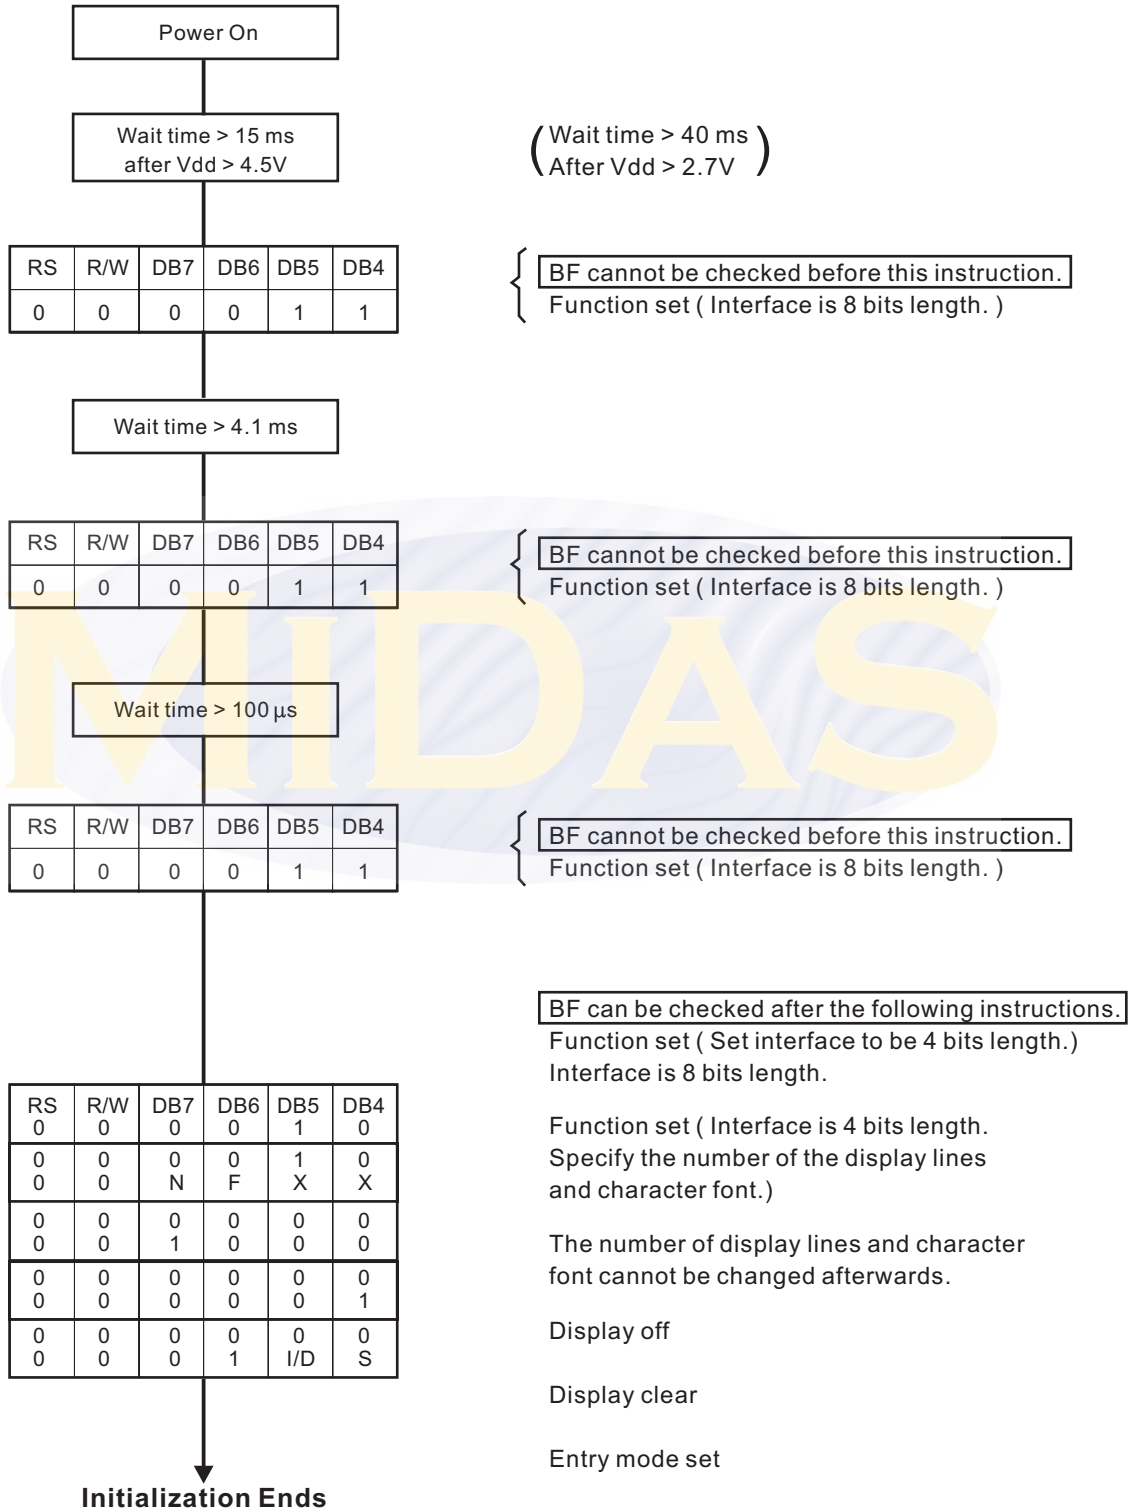 Power On
Wait time > 15 ms
after Vdd > 4.5V
(Wait time > 40 ms
After Vdd > 2.7V)
RS R/W DB7 DB6 DB5 DB4
0 0 0 0 1 1
BF cannot be checked before this instruction.
Function set ( Interface is 8 bits length. )
Wait time > 4.1 ms
RS R/W DB7 DB6 DB5 DB4
0 0 0 0 1 1
BF cannot be checked before this instruction.
Function set ( Interface is 8 bits length. )
MIDAS
Wait time > 100 µs
RS R/W DB7 DB6 DB5 DB4
0 0 0 0 1 1
BF cannot be checked before this instruction.
Function set ( Interface is 8 bits length. )
RS R/W DB7 DB6 DB5 DB4
0 0 0 0 1 0
0 0 0 0 1 0
0 0 N F X X
0 0 0 0 0 0
0 0 1 0 0 0
0 0 0 0 0 0
0 0 0 0 0 1
0 0 0 0 0 0
0 0 0 1 I/D S
BF can be checked after the following instructions.
Function set ( Set interface to be 4 bits length.)
Interface is 8 bits length.
Function set ( Interface is 4 bits length.
Specify the number of the display lines
and character font.)
The number of display lines and character
font cannot be changed afterwards.
Display off
Display clear
Entry mode set
Initialization Ends